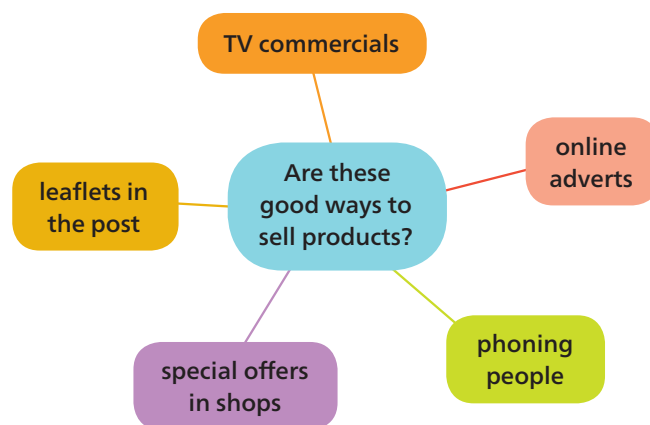 TV commercials
Are these
good ways to
sell products?
online
adverts
leaflets in
the post
special offers
in shops
phoning
people